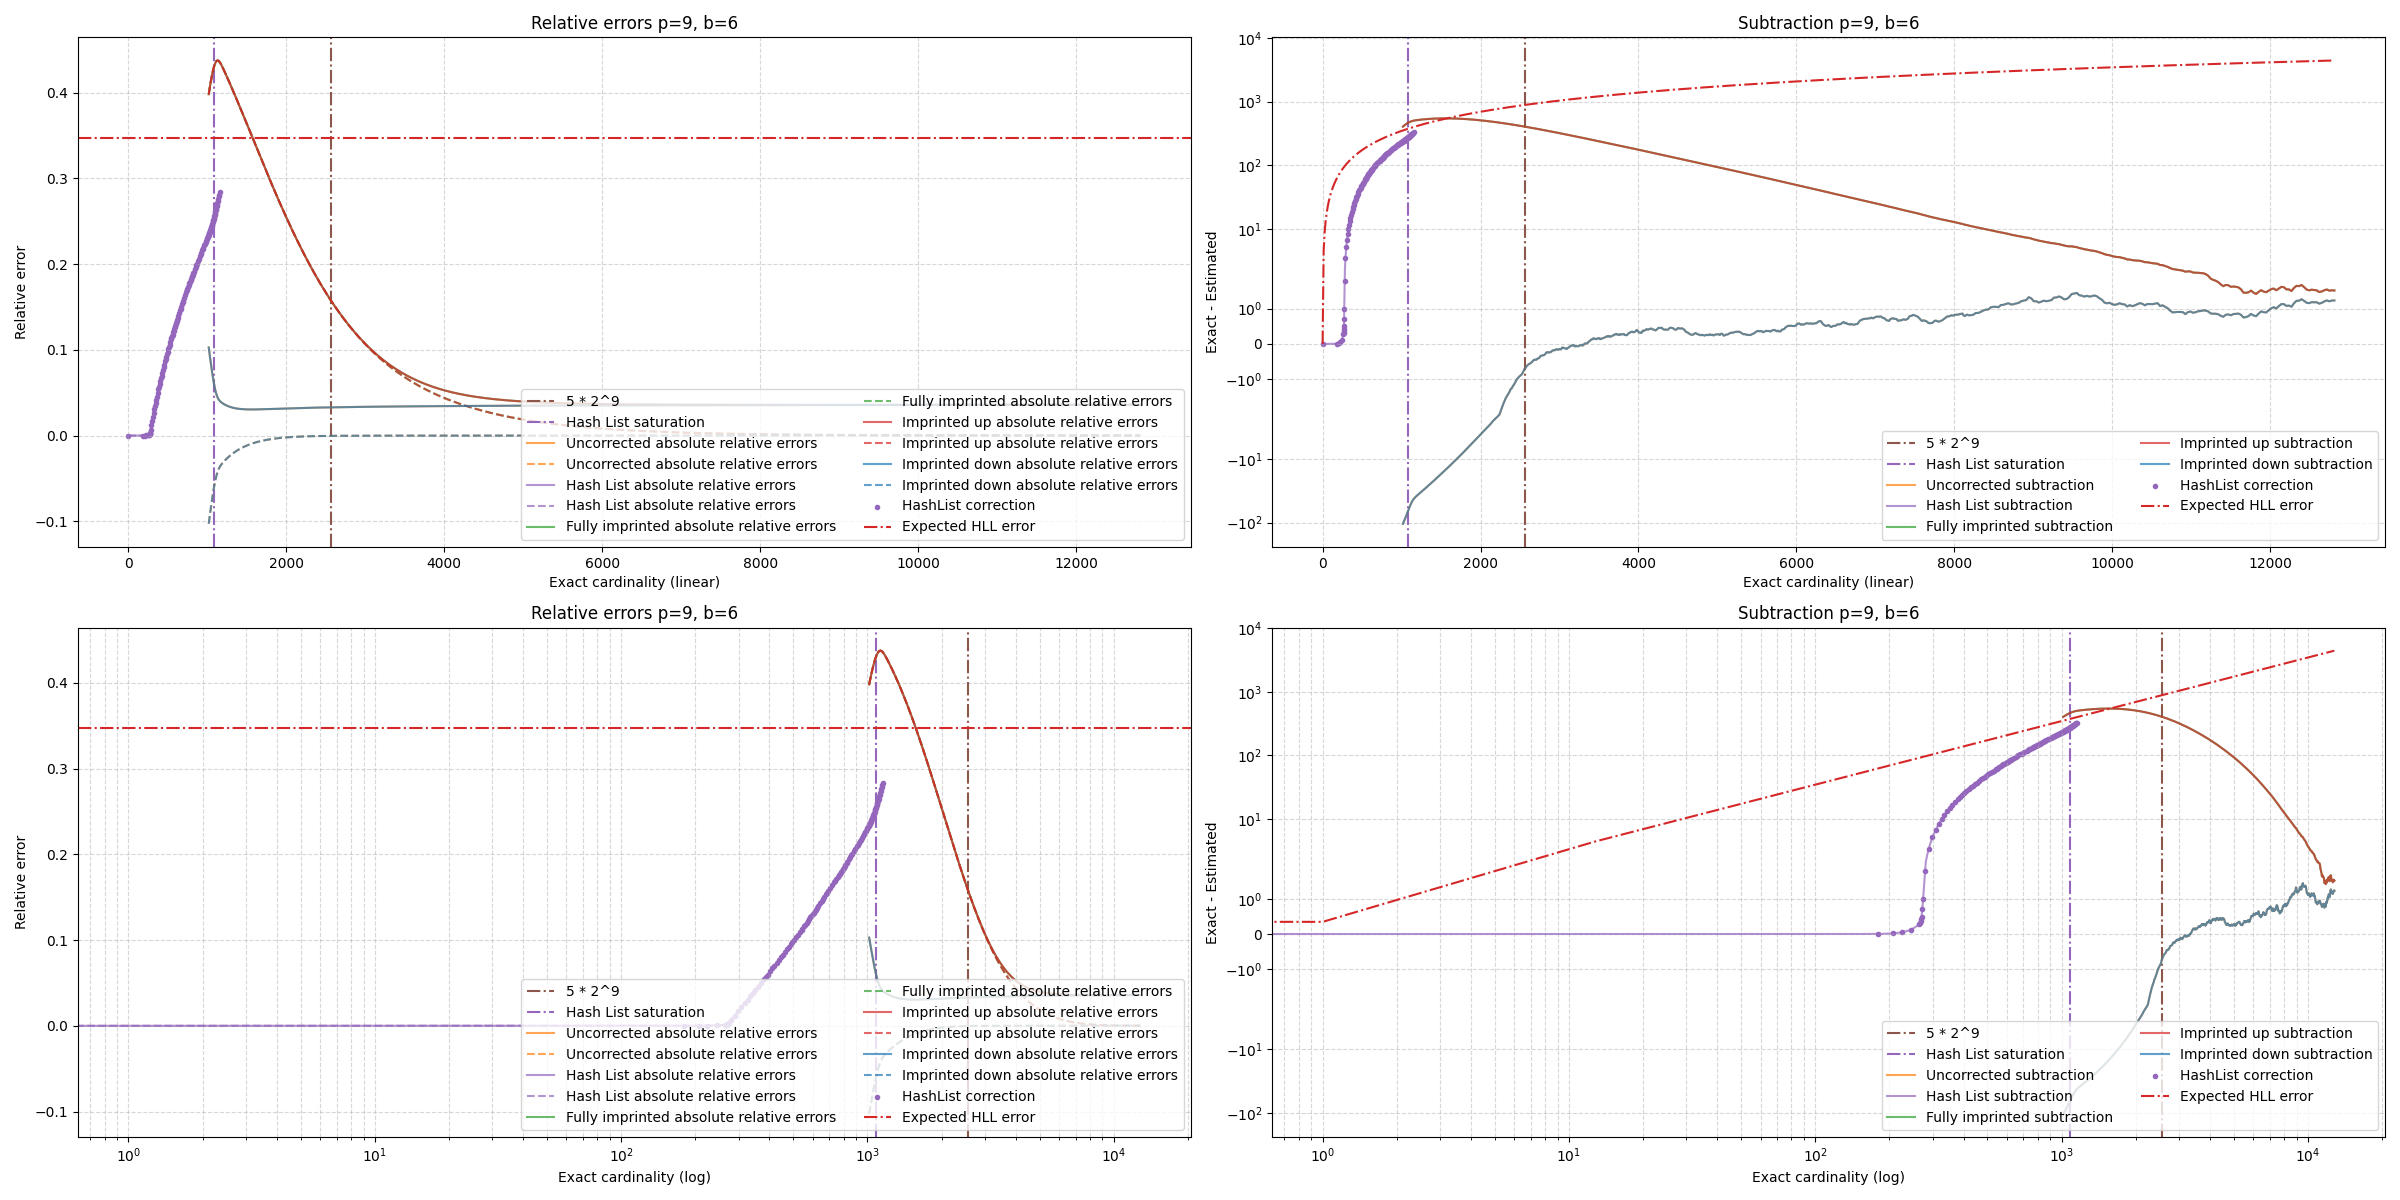 Relative errors p=9, b=6
0.4
0.3
0.2
0.1
0.0
−0.1
Relative error
0 2000 4000 6000 8000 10000 12000
Exact cardinality (linear)
5 * 2^9
Hash List saturation
Uncorrected absolute relative errors
Uncorrected absolute relative errors
Hash List absolute relative errors
Hash List absolute relative errors
Fully imprinted absolute relative errors
Fully imprinted absolute relative errors
Imprinted up absolute relative errors
Imprinted up absolute relative errors
Imprinted down absolute relative errors
Imprinted down absolute relative errors
HashList correction
Expected HLL error
Subtraction p=9, b=6
10^4
10^3
10^2
10^1
10^0
0
−10^0
−10^1
−10^2
Exact - Estimated
0 2000 4000 6000 8000 10000 12000
Exact cardinality (linear)
5 * 2^9
Hash List saturation
Uncorrected subtraction
Hash List subtraction
Fully imprinted subtraction
Imprinted up subtraction
Imprinted down subtraction
HashList correction
Expected HLL error
Relative errors p=9, b=6
0.4
0.3
0.2
0.1
0.0
−0.1
Relative error
10^0 10^1 10^2 10^3 10^4
Exact cardinality (log)
5 * 2^9
Hash List saturation
Uncorrected absolute relative errors
Uncorrected absolute relative errors
Hash List absolute relative errors
Hash List absolute relative errors
Fully imprinted absolute relative errors
Fully imprinted absolute relative errors
Imprinted up absolute relative errors
Imprinted up absolute relative errors
Imprinted down absolute relative errors
Imprinted down absolute relative errors
HashList correction
Expected HLL error
Subtraction p=9, b=6
10^4
10^3
10^2
10^1
10^0
0
−10^0
−10^1
−10^2
Exact - Estimated
10^0 10^1 10^2 10^3 10^4
Exact cardinality (log)
5 * 2^9
Hash List saturation
Uncorrected subtraction
Hash List subtraction
Fully imprinted subtraction
Imprinted up subtraction
Imprinted down subtraction
HashList correction
Expected HLL error